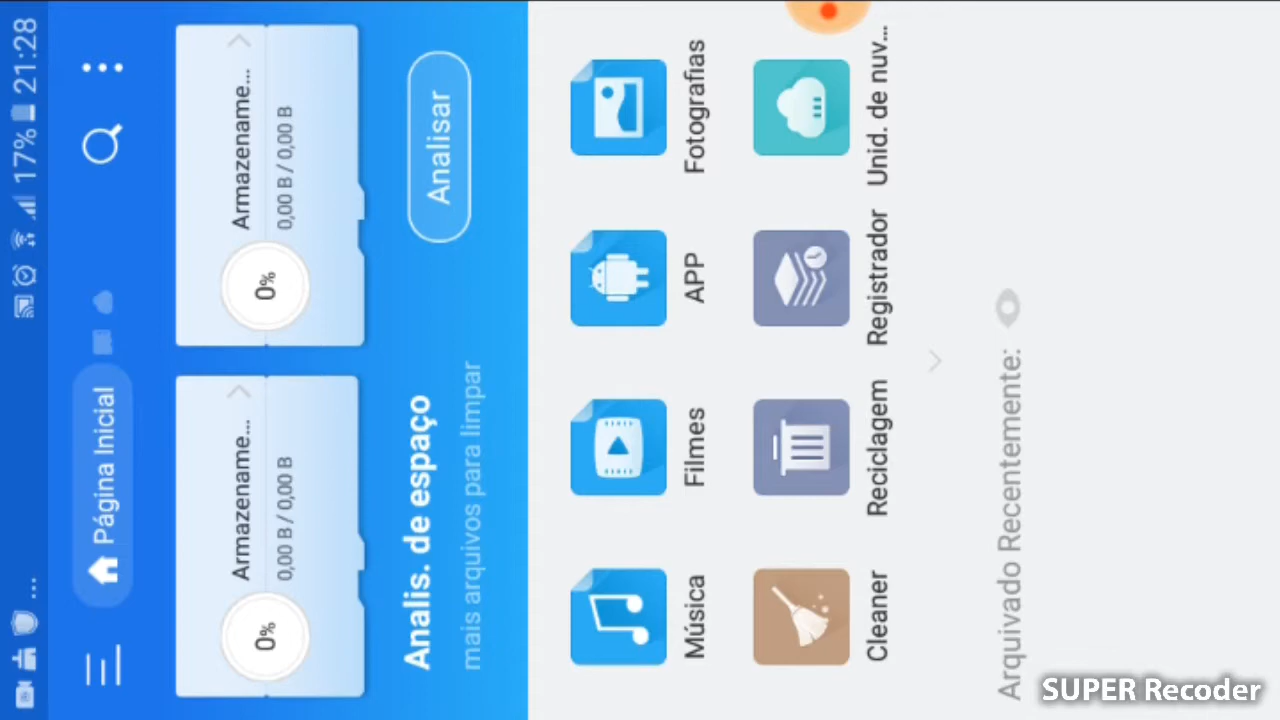 17% 21:28
Página Inicial
Armazename...
0,00 B / 0,00 B
0%
Armazename...
0,00 B / 0,00 B
0%
Analis. de espaço
mais arquivos para limpar
Analisar
Música
Filmes
APP
Fotografias
Cleaner
Reciclagem
Registrador
Unid. de nuv...
Arquivado Recentemente:
SUPER Recoder